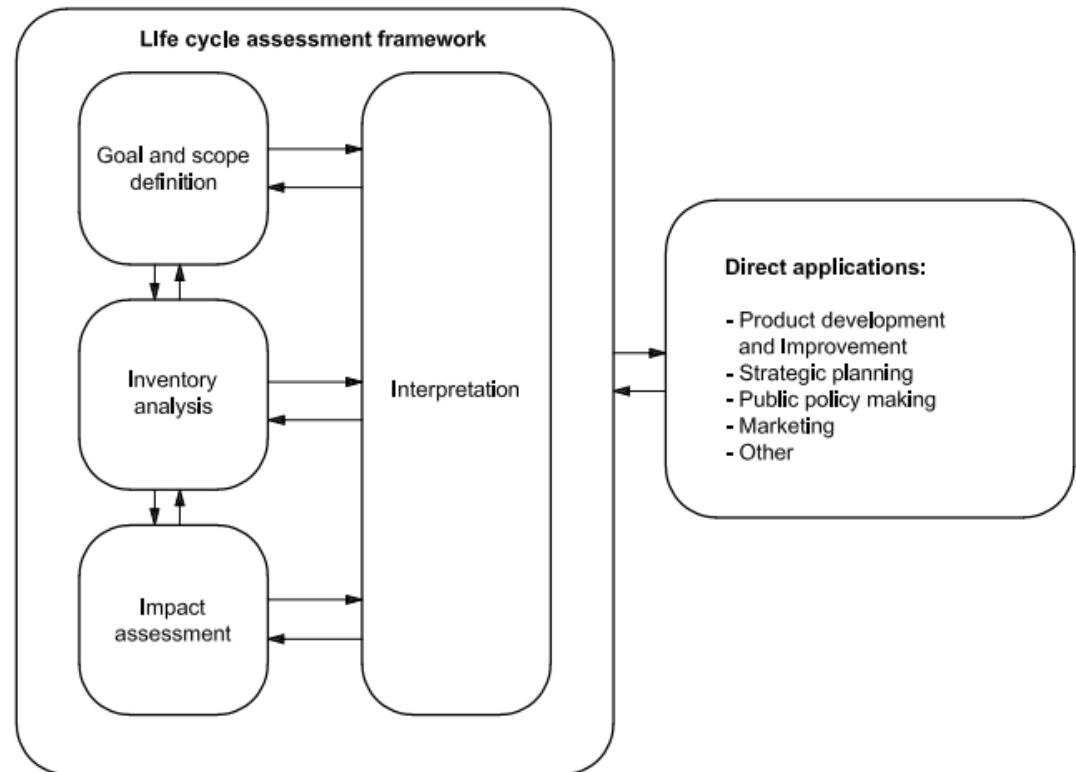 Life cycle assessment framework
Goal and scope
definition
Inventory
analysis
Impact
assessment
Interpretation
Direct applications:
- Product development
and Improvement
- Strategic planning
- Public policy making
- Marketing
- Other